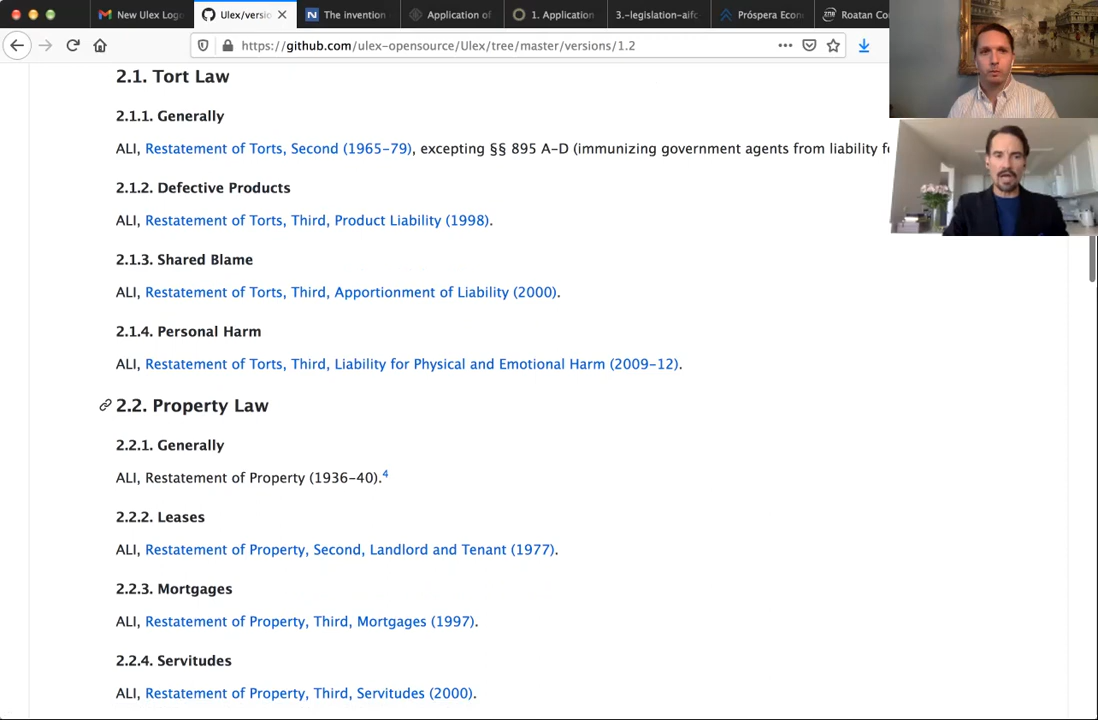 New Ulex Log
Ulex/versio
The invention
Application of
1. Application
3.-legislation-aifc
Próspera Econ
Roatan Co
https://github.com/ulex-opensource/Ulex/tree/master/versions/1.2
2.1. Tort Law
2.1.1. Generally
ALI, Restatement of Torts, Second (1965–79), excepting §§ 895 A–D (immunizing government agents from liability fo
2.1.2. Defective Products
ALI, Restatement of Torts, Third, Product Liability (1998).
2.1.3. Shared Blame
ALI, Restatement of Torts, Third, Apportionment of Liability (2000).
2.1.4. Personal Harm
ALI, Restatement of Torts, Third, Liability for Physical and Emotional Harm (2009–12).
2.2. Property Law
2.2.1. Generally
ALI, Restatement of Property (1936–40).4
2.2.2. Leases
ALI, Restatement of Property, Second, Landlord and Tenant (1977).
2.2.3. Mortgages
ALI, Restatement of Property, Third, Mortgages (1997).
2.2.4. Servitudes
ALI, Restatement of Property, Third, Servitudes (2000).